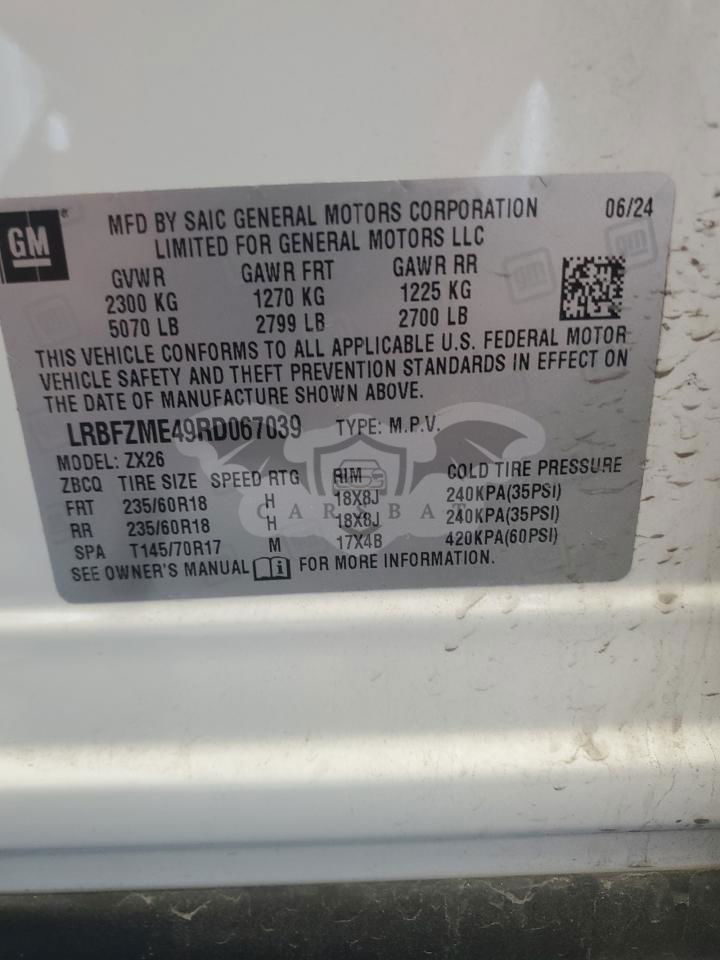 GM ®
MFD BY SAIC GENERAL MOTORS CORPORATION 06/24
LIMITED FOR GENERAL MOTORS LLC
GVWR GAWR FRT GAWR RR
2300 KG 1270 KG 1225 KG
5070 LB 2799 LB 2700 LB
THIS VEHICLE CONFORMS TO ALL APPLICABLE U.S. FEDERAL MOTOR
VEHICLE SAFETY AND THEFT PREVENTION STANDARDS IN EFFECT ON
THE DATE OF MANUFACTURE SHOWN ABOVE.
LRBFZME49RD067039 TYPE: M.P.V.
MODEL: ZX26
ZBCQ TIRE SIZE SPEED RTG RIM COLD TIRE PRESSURE
FRT 235/60R18 H 18X8J 240KPA(35PSI)
RR 235/60R18 H 18X8J 240KPA(35PSI)
SPA T145/70R17 M 17X4B 420KPA(60PSI)
SEE OWNER'S MANUAL i FOR MORE INFORMATION.
CARSBAT